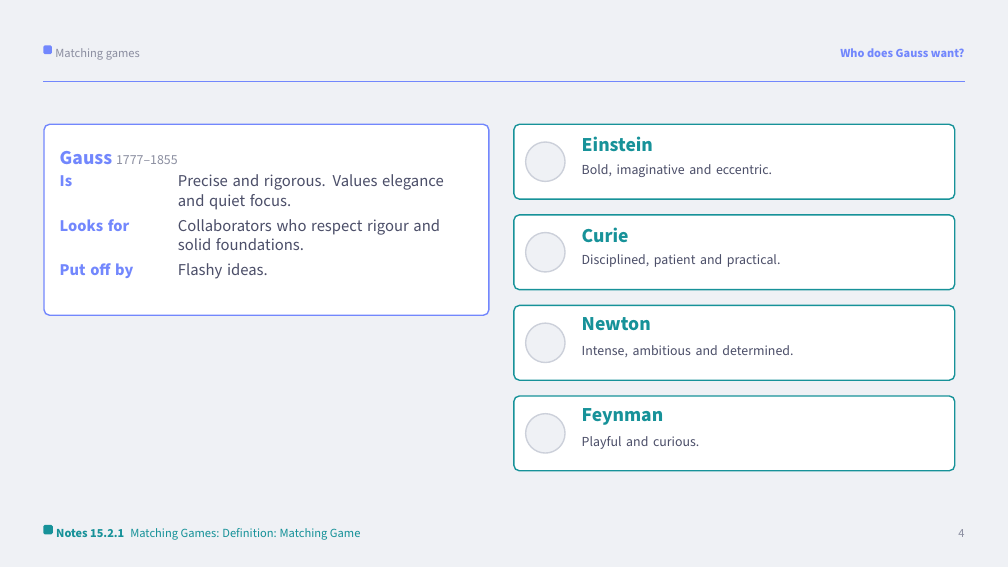 Matching games
Who does Gauss want?
Gauss 1777–1855
Is Precise and rigorous. Values elegance
and quiet focus.
Looks for Collaborators who respect rigour and
solid foundations.
Put off by Flashy ideas.
Einstein
Bold, imaginative and eccentric.
Curie
Disciplined, patient and practical.
Newton
Intense, ambitious and determined.
Feynman
Playful and curious.
Notes 15.2.1 Matching Games: Definition: Matching Game
4